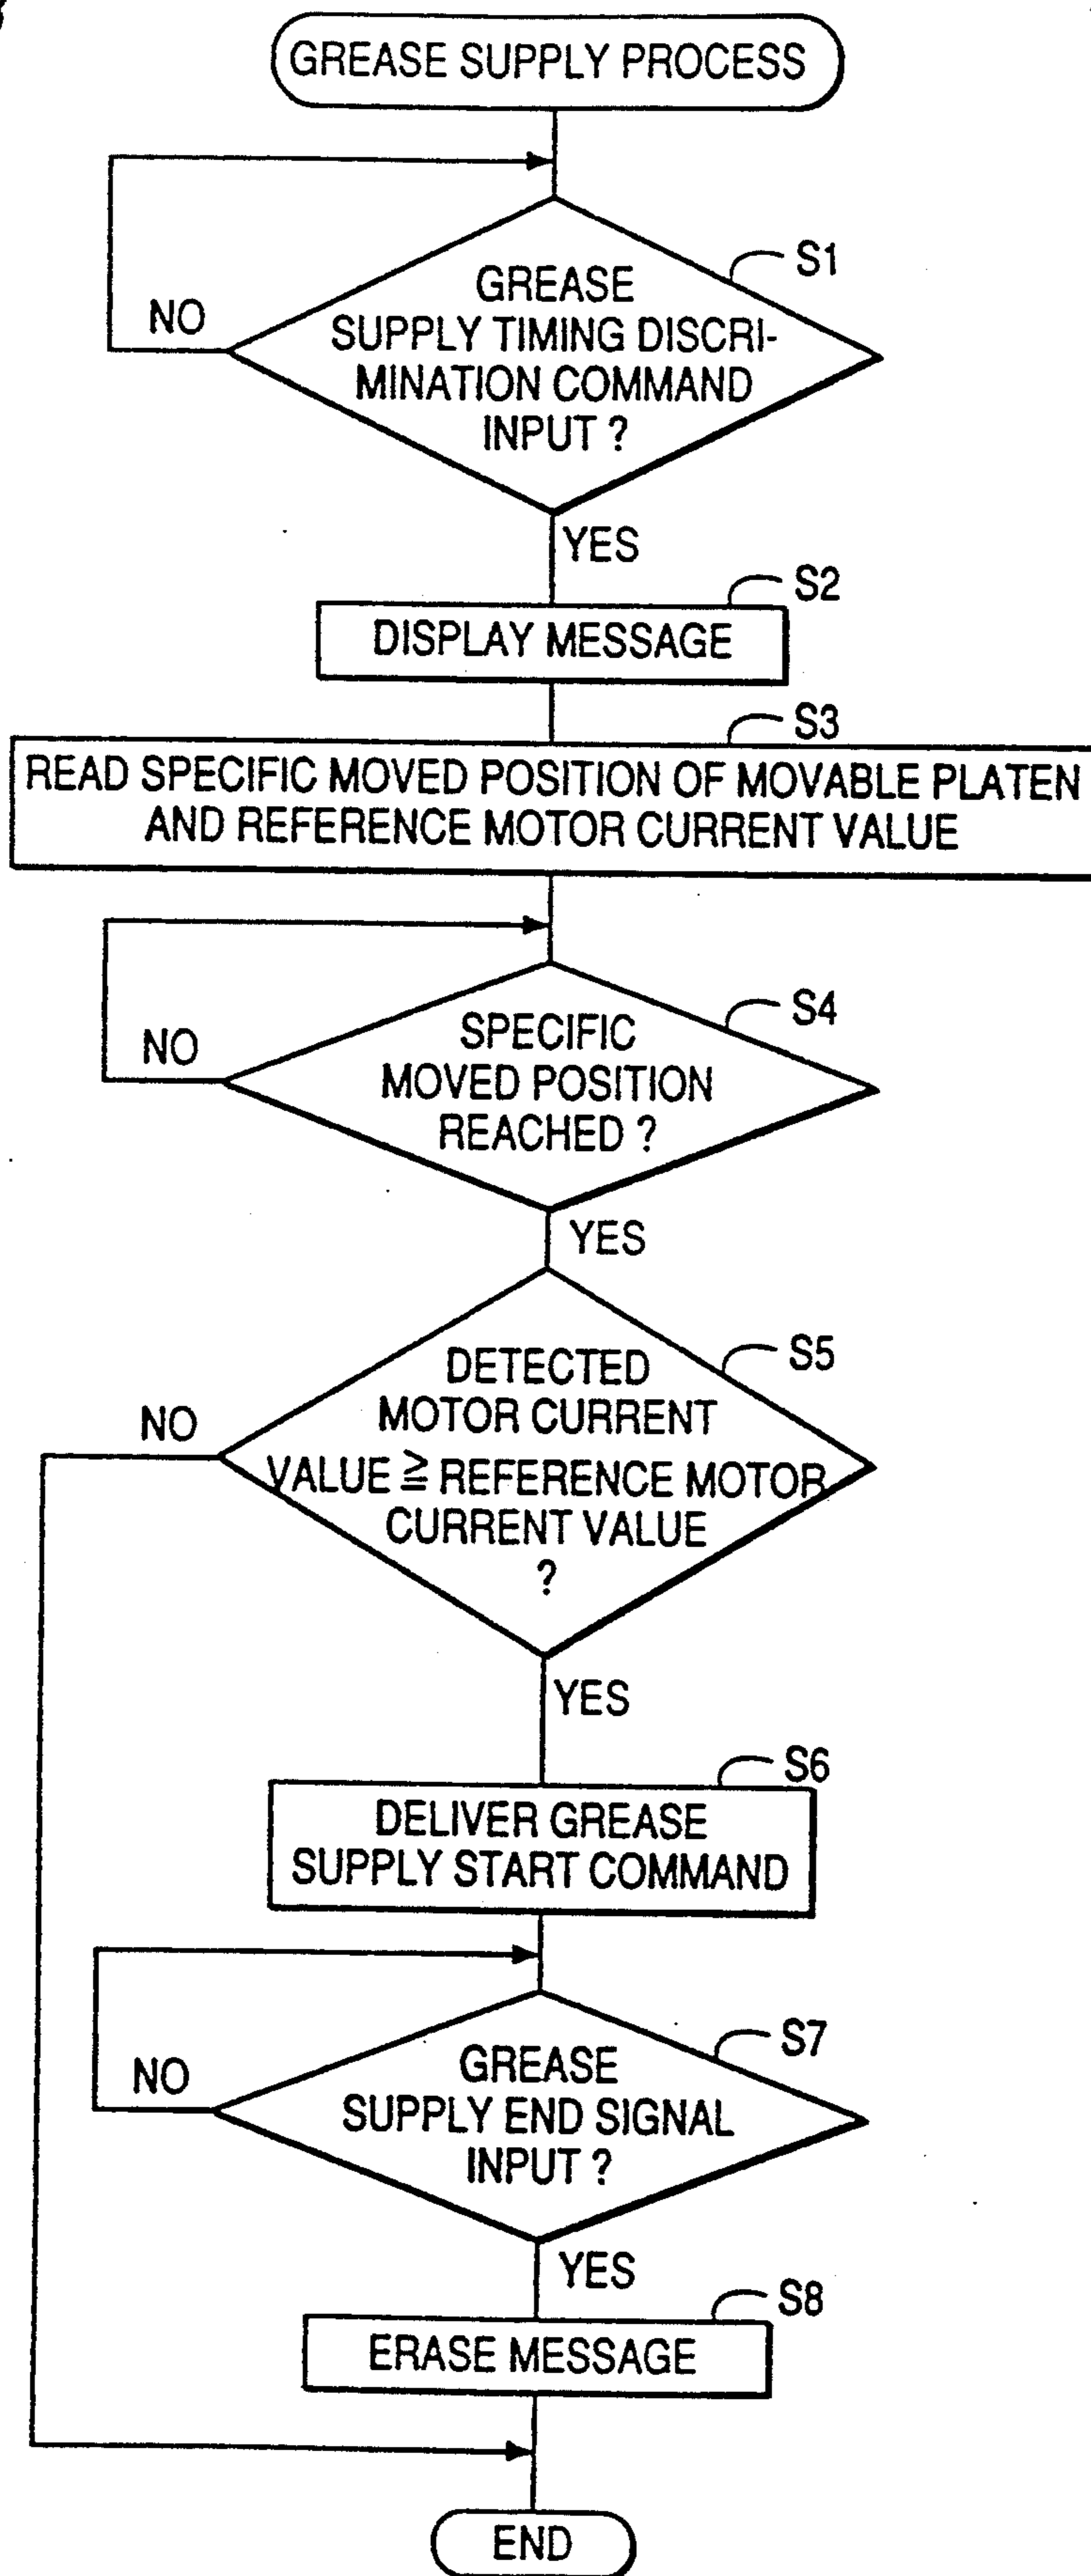 GREASE SUPPLY PROCESS
S1
GREASE
SUPPLY TIMING DISCRI-
MINATION COMMAND
INPUT ?
NO
YES
S2
DISPLAY MESSAGE
S3
READ SPECIFIC MOVED POSITION OF MOVABLE PLATEN
AND REFERENCE MOTOR CURRENT VALUE
S4
SPECIFIC
MOVED POSITION
REACHED ?
NO
YES
S5
DETECTED
MOTOR CURRENT
VALUE ≧ REFERENCE MOTOR
CURRENT VALUE
?
NO
YES
S6
DELIVER GREASE
SUPPLY START COMMAND
S7
GREASE
SUPPLY END SIGNAL
INPUT ?
NO
YES
S8
ERASE MESSAGE
END